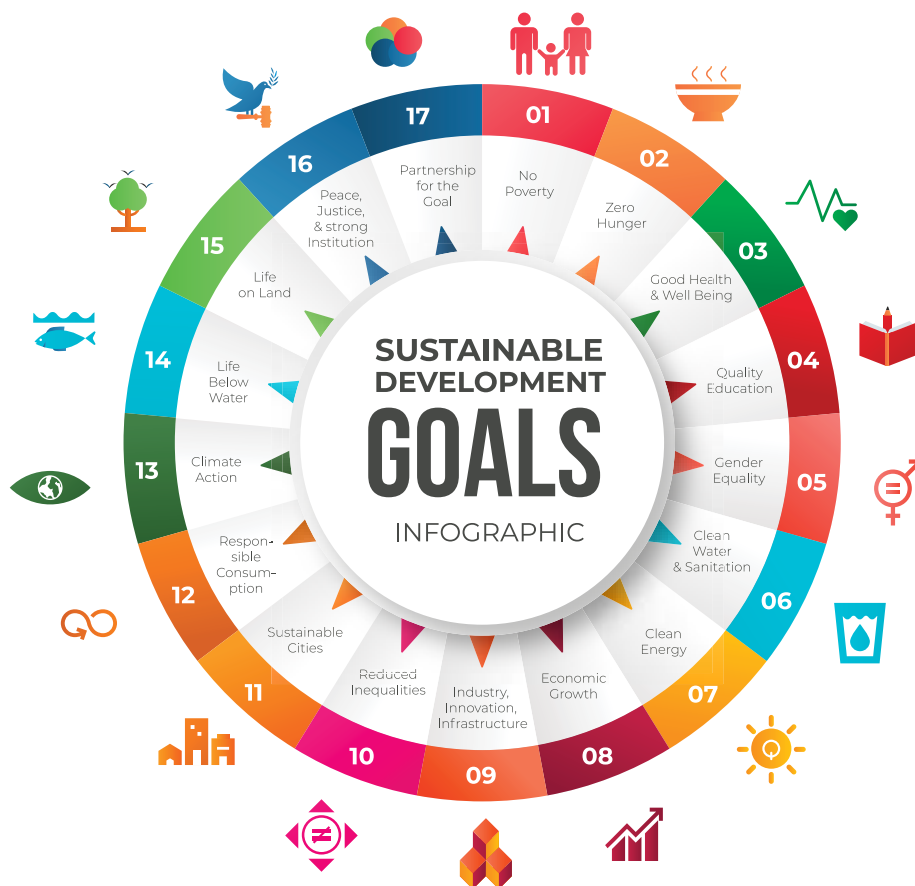 SUSTAINABLE
DEVELOPMENT
GOALS
INFOGRAPHIC
01
No
Poverty
02
Zero
Hunger
03
Good Health
& Well Being
04
Quality
Education
05
Gender
Equality
06
Clean
Water
& Sanitation
07
Clean
Energy
08
Economic
Growth
09
Industry,
Innovation,
Infrastructure
10
Reduced
Inequalities
11
Sustainable
Cities
12
Respon-
sible
Consum-
ption
13
Climate
Action
14
Life
Below
Water
15
Life
on Land
16
Peace,
Justice,
& strong
Institution
17
Partnership
for the
Goal